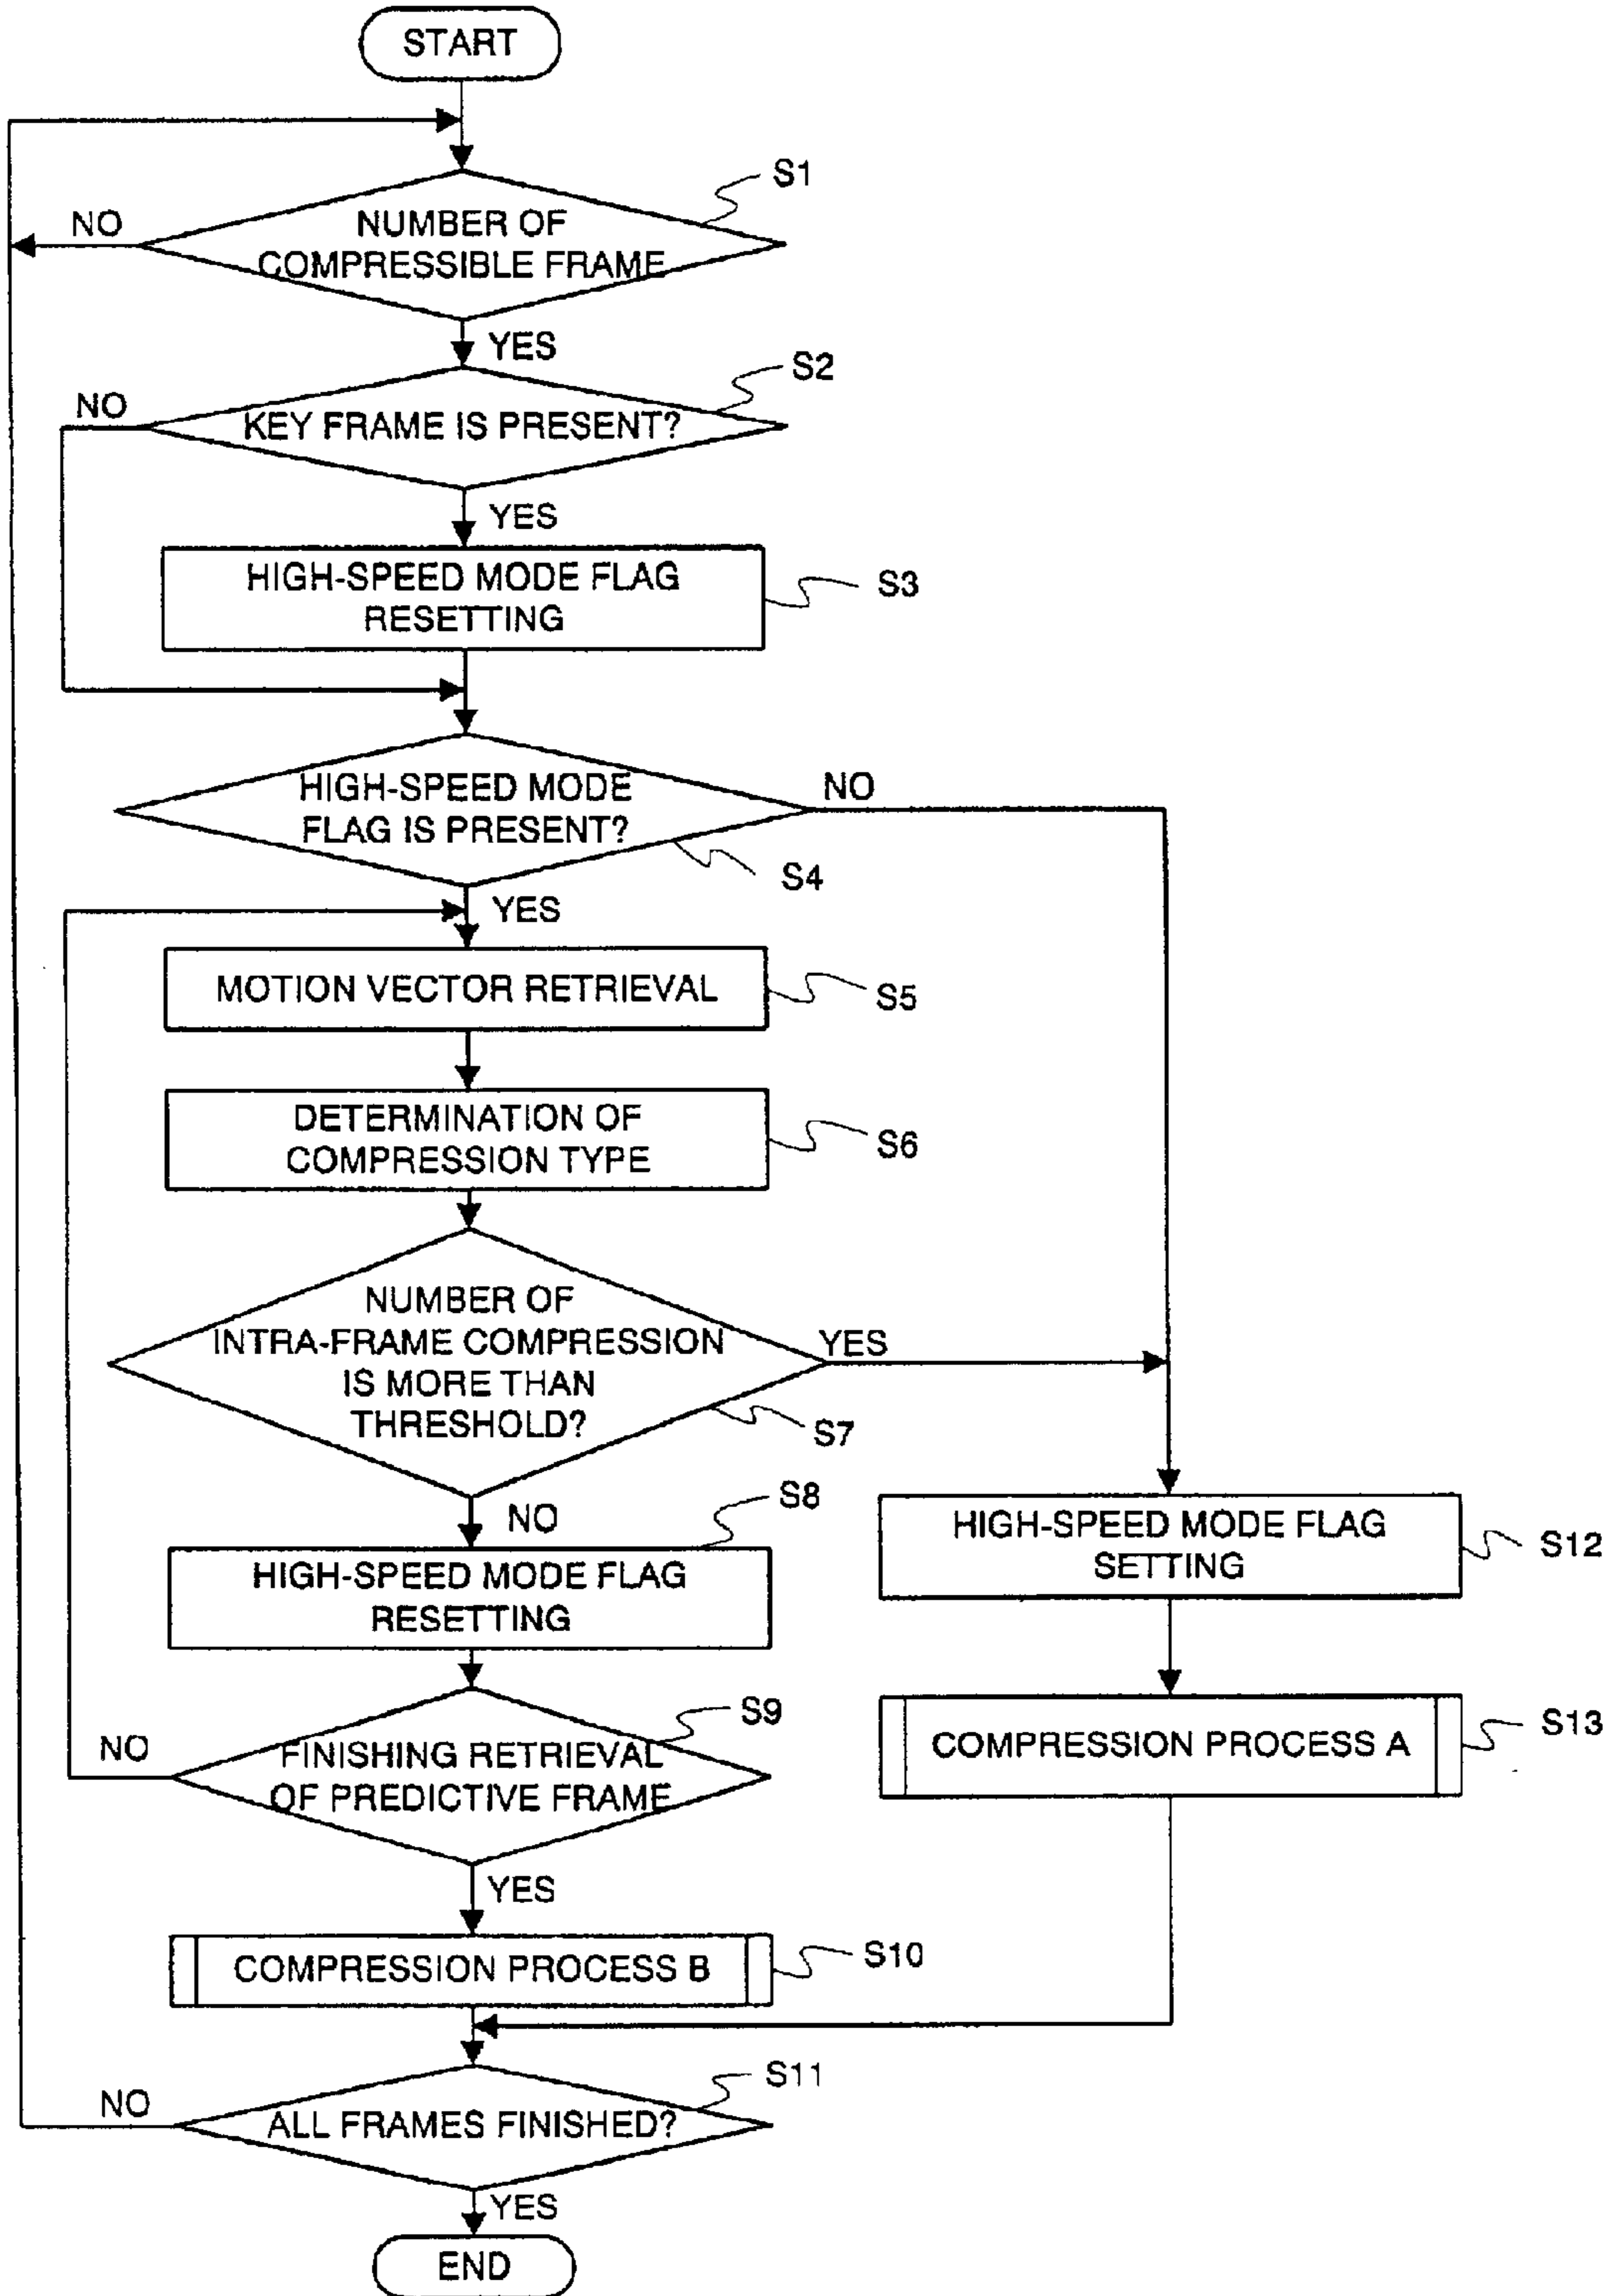 START
S1
NO
NUMBER OF
COMPRESSIBLE FRAME
YES
S2
NO
KEY FRAME IS PRESENT?
YES
HIGH-SPEED MODE FLAG
RESETTING
S3
HIGH-SPEED MODE
FLAG IS PRESENT?
NO
S4
YES
MOTION VECTOR RETRIEVAL
S5
DETERMINATION OF
COMPRESSION TYPE
S6
NUMBER OF
INTRA-FRAME COMPRESSION
IS MORE THAN
THRESHOLD?
YES
S7
NO
S8
HIGH-SPEED MODE FLAG
RESETTING
HIGH-SPEED MODE FLAG
SETTING
S12
S9
NO
FINISHING RETRIEVAL
OF PREDICTIVE FRAME
COMPRESSION PROCESS A
S13
YES
COMPRESSION PROCESS B
S10
S11
NO
ALL FRAMES FINISHED?
YES
END